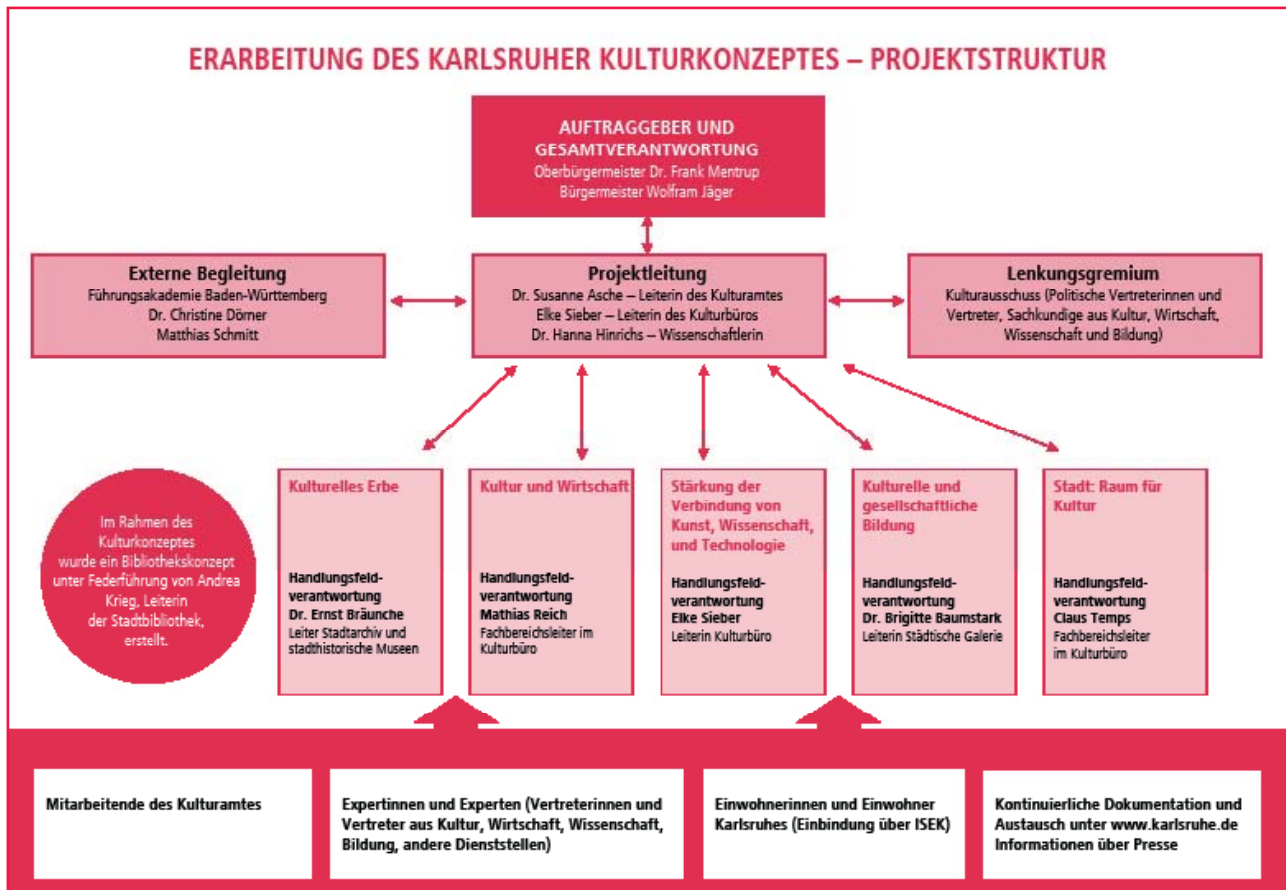 ERARBEITUNG DES KARLSRUHER KULTURKONZEPTES – PROJEKTSTRUKTUR
AUFTRAGGEBER UND
GESAMTVERANTWORTUNG
Oberbürgermeister Dr. Frank Mentrup
Bürgermeister Wolfram Jäger
Externe Begleitung
Führungsakademie Baden-Württemberg
Dr. Christine Dörner
Matthias Schmitt
Projektleitung
Dr. Susanne Asche – Leiterin des Kulturamtes
Elke Sieber – Leiterin des Kulturbüros
Dr. Hanna Hinrichs – Wissenschaftlerin
Lenkungsgremium
Kulturausschuss (Politische Vertreterinnen und
Vertreter, Sachkundige aus Kultur, Wirtschaft,
Wissenschaft und Bildung)
Im Rahmen des
Kulturkonzeptes
wurde ein Bibliothekskonzept
unter Federführung von Andrea
Krieg, Leiterin
der Stadtbibliothek,
erstellt.
Kulturelles Erbe
Handlungsfeld-
verantwortung
Dr. Ernst Bräunche
Leiter Stadtarchiv und
stadthistorische Museen
Kultur und Wirtschaft
Handlungsfeld-
verantwortung
Mathias Reich
Fachbereichsleiter im
Kulturbüro
Stärkung der
Verbindung von
Kunst, Wissenschaft,
und Technologie
Handlungsfeld-
verantwortung
Elke Sieber
Leiterin Kulturbüro
Kulturelle und
gesellschaftliche
Bildung
Handlungsfeld-
verantwortung
Dr. Brigitte Baumstark
Leiterin Städtische Galerie
Stadt: Raum für
Kultur
Handlungsfeld-
verantwortung
Claus Temps
Fachbereichsleiter
im Kulturbüro
Mitarbeitende des Kulturamtes
Expertinnen und Experten (Vertreterinnen und
Vertreter aus Kultur, Wirtschaft, Wissenschaft,
Bildung, andere Dienststellen)
Einwohnerinnen und Einwohner
Karlsruhes (Einbindung über ISEK)
Kontinuierliche Dokumentation und
Austausch unter www.karlsruhe.de
Informationen über Presse